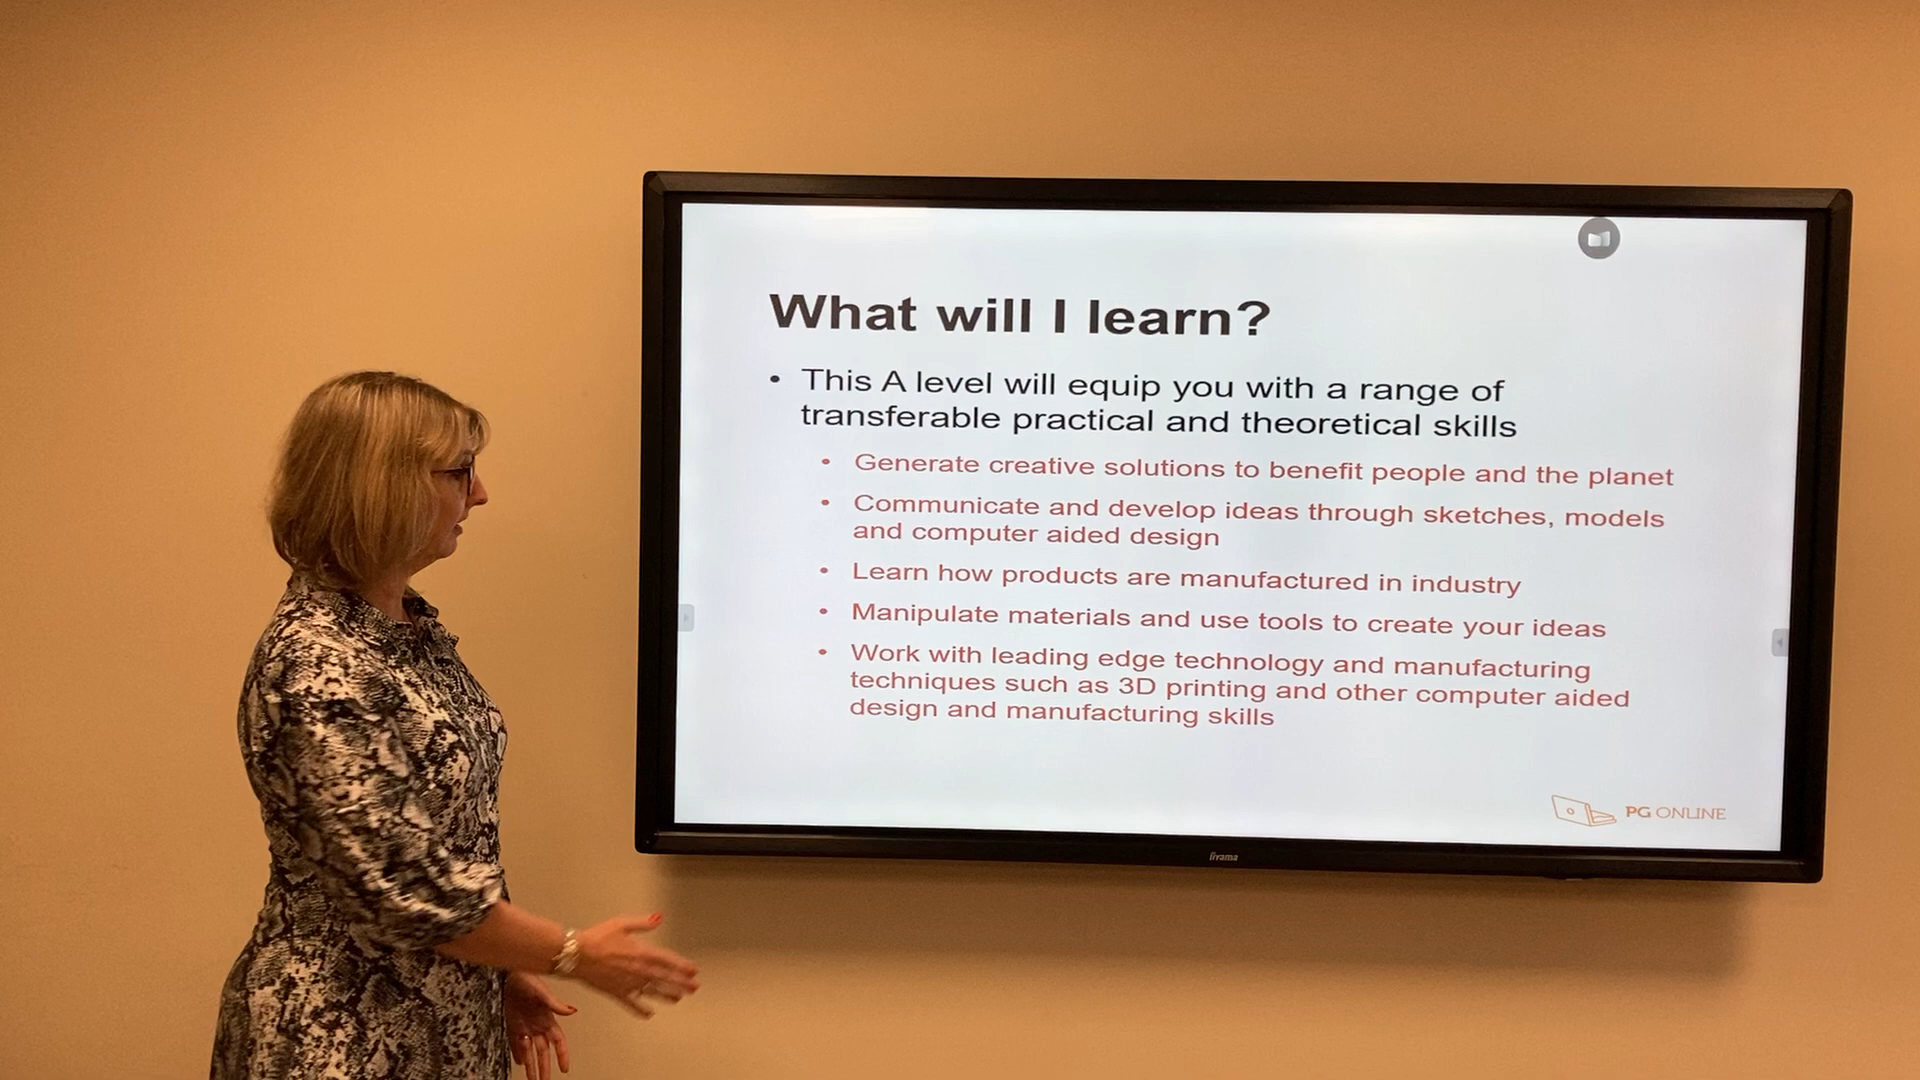 What will I learn?
• This A level will equip you with a range of
transferable practical and theoretical skills
• Generate creative solutions to benefit people and the planet
• Communicate and develop ideas through sketches, models
and computer aided design
• Learn how products are manufactured in industry
• Manipulate materials and use tools to create your ideas
• Work with leading edge technology and manufacturing
techniques such as 3D printing and other computer aided
design and manufacturing skills
PG ONLINE
iiyama